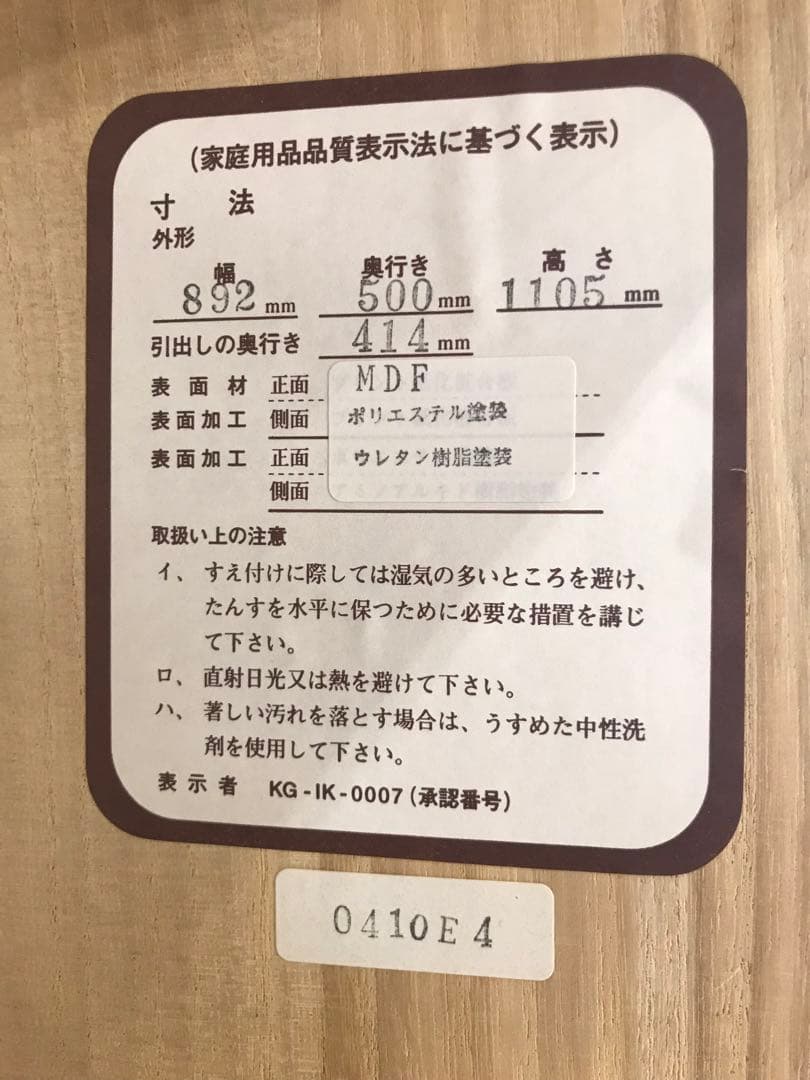 (家庭用品品質表示法に基づく表示)
寸 法
外形
幅 奥行き 高さ
892 mm 500 mm 1105 mm
引出しの奥行き 414 mm
表面材 正面 MDF
表面加工 側面 ポリエステル塗装
表面加工 正面 ウレタン樹脂塗装
側面
取扱い上の注意
イ、すえ付けに際しては湿気の多いところを避け、
たんすを水平に保つために必要な措置を講じ
て下さい。
ロ、直射日光又は熱を避けて下さい。
ハ、著しい汚れを落とす場合は、うすめた中性洗
剤を使用して下さい。
表示者 KG-IK-0007(承認番号)
0410E4